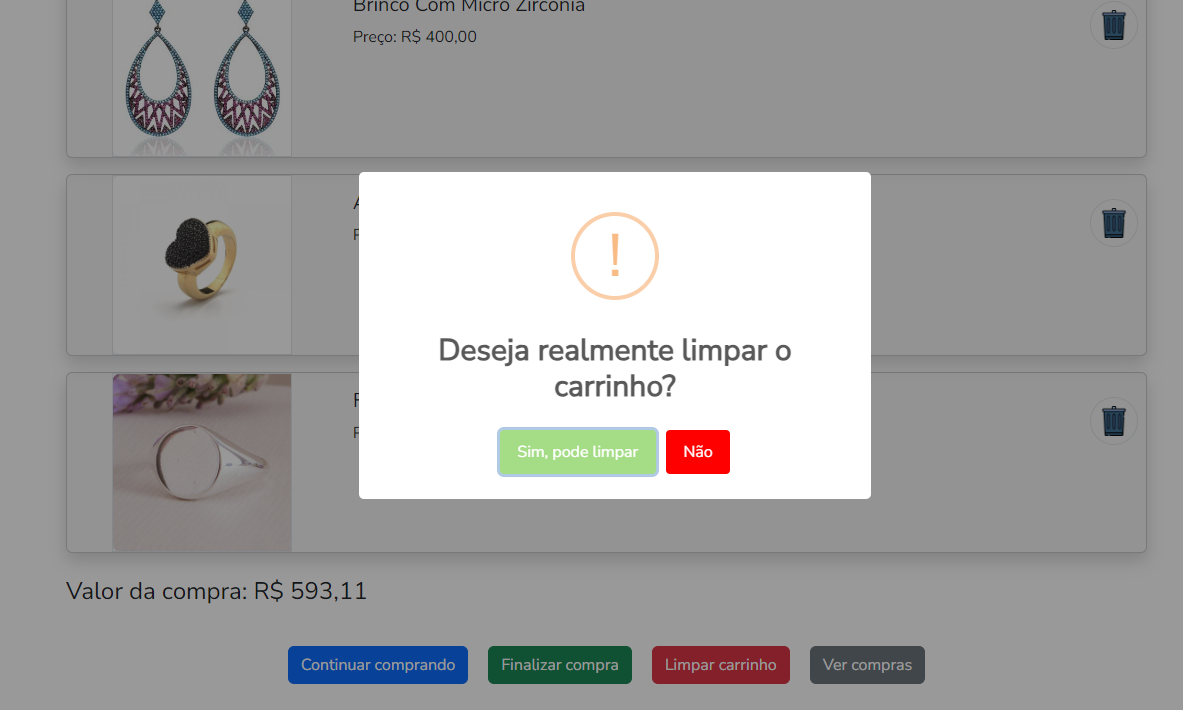 Brinco Com Micro Zircônia
Preço: R$ 400,00
!
Deseja realmente limpar o
carrinho?
Sim, pode limpar
Não
Valor da compra: R$ 593,11
Continuar comprando
Finalizar compra
Limpar carrinho
Ver compras